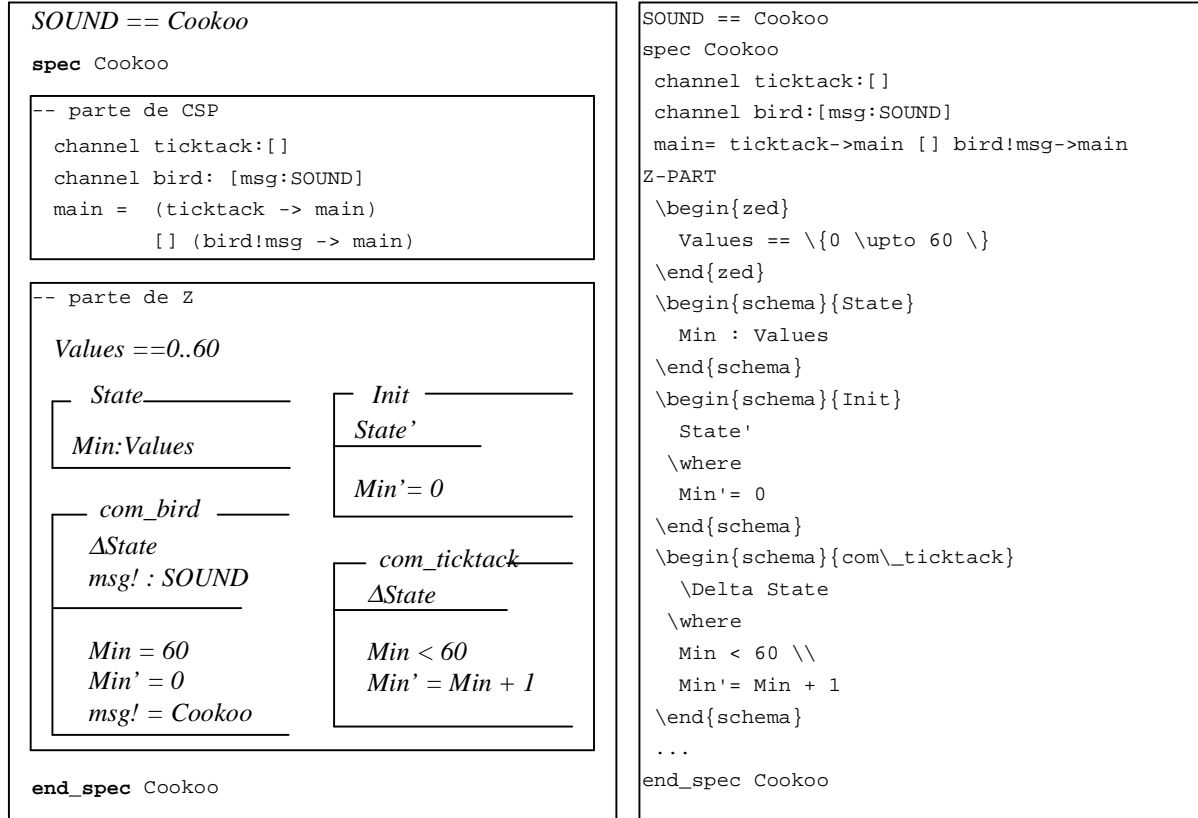 SOUND == Cookoo
spec Cookoo
-- parte de CSP
channel ticktack:[]
channel bird: [msg:SOUND]
main = (ticktack -> main)
[] (bird!msg -> main)
-- parte de Z
Values ==0..60
State
Min:Values
Init
State’
Min’= 0
com_bird
ΔState
msg! : SOUND
Min = 60
Min’ = 0
msg! = Cookoo
com_ticktack
ΔState
Min < 60
Min’ = Min + 1
end_spec Cookoo
SOUND == Cookoo
spec Cookoo
channel ticktack:[]
channel bird:[msg:SOUND]
main= ticktack->main [] bird!msg->main
Z-PART
\begin{zed}
Values == \{0 \upto 60 \}
\end{zed}
\begin{schema}{State}
Min : Values
\end{schema}
\begin{schema}{Init}
State'
\where
Min'= 0
\end{schema}
\begin{schema}{com\_ticktack}
\Delta State
\where
Min < 60 \\
Min'= Min + 1
\end{schema}
...
end_spec Cookoo